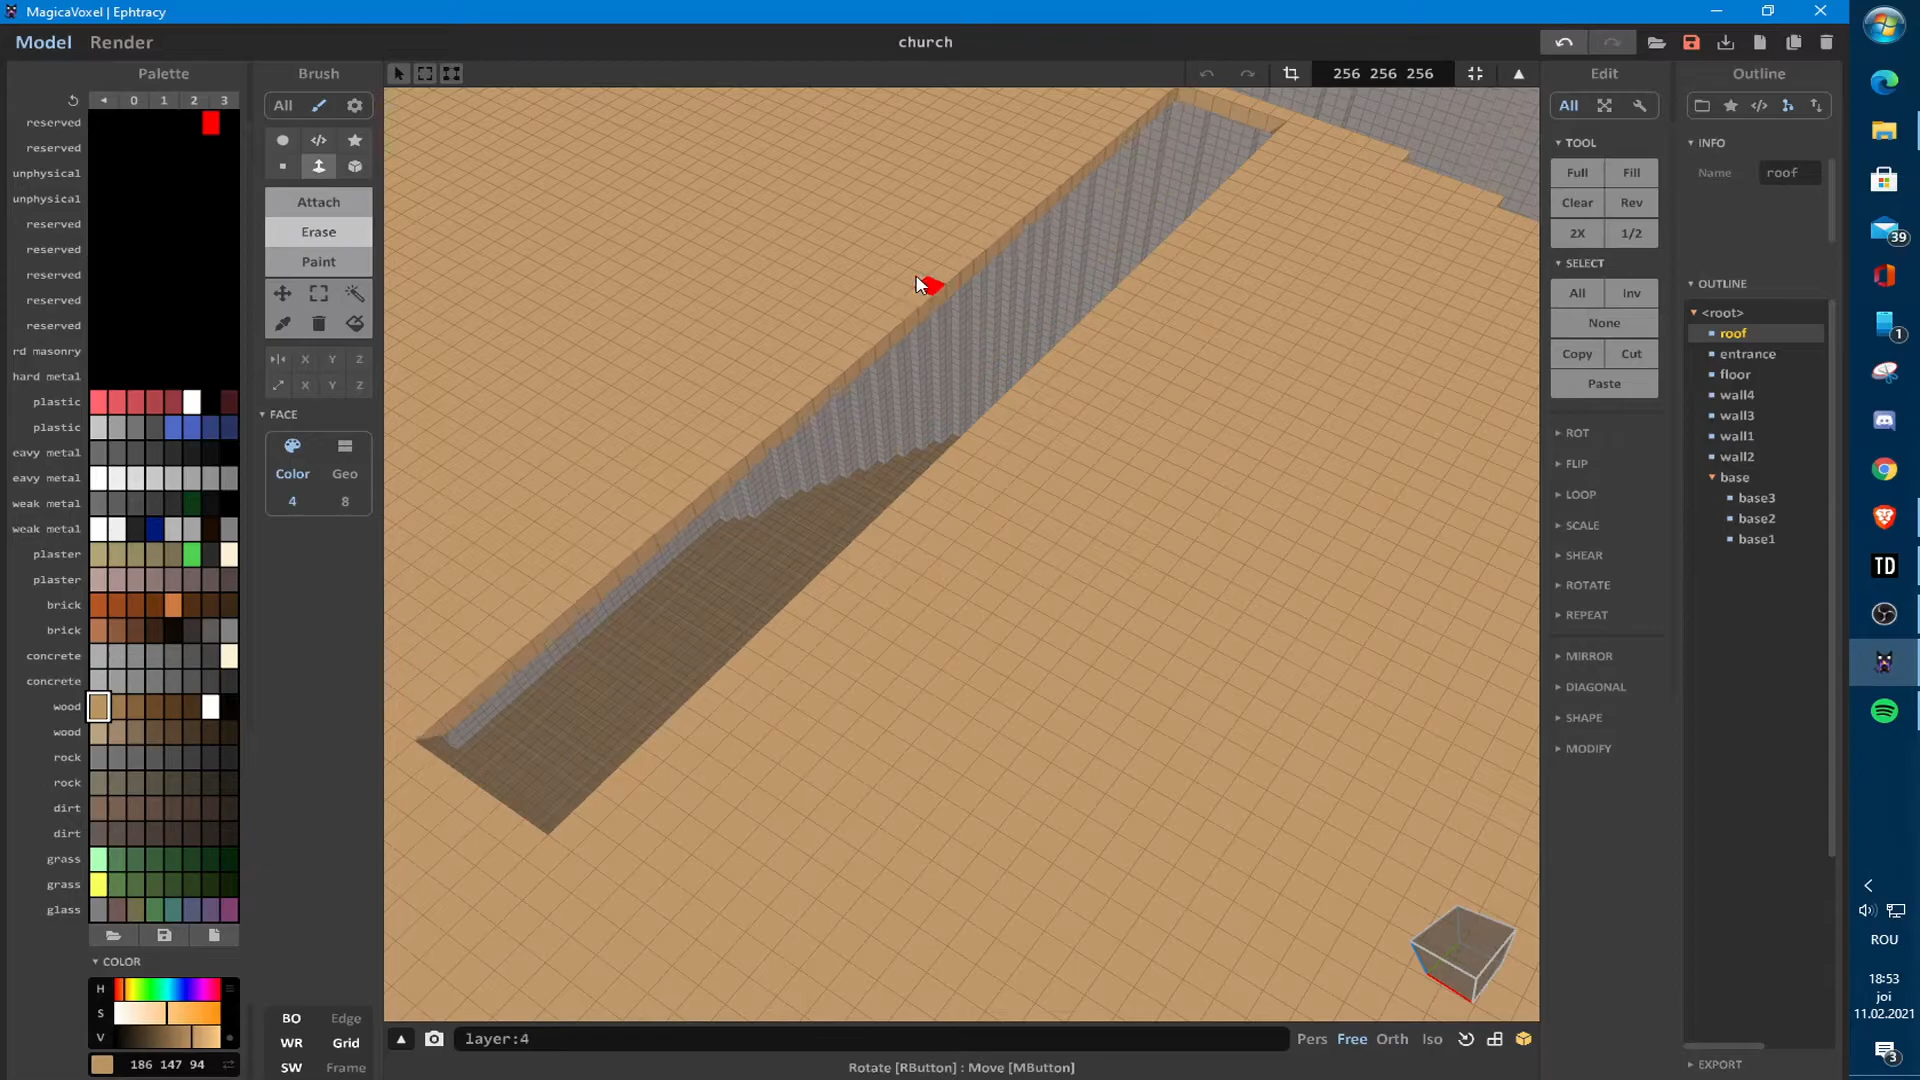 MagicaVoxel | Ephtracy
Model Render
church
Palette
0 1 2 3
reserved
reserved
unphysical
unphysical
reserved
reserved
reserved
reserved
reserved
rd masonry
hard metal
plastic
plastic
eavy metal
eavy metal
weak metal
weak metal
plaster
plaster
brick
brick
concrete
concrete
wood
wood
rock
rock
dirt
dirt
grass
grass
glass
COLOR
H
S
V
186 147 94
Brush
All
Attach
Erase
Paint
X Y Z
X Y Z
FACE
Color Geo
4 8
BO Edge
WR Grid
SW Frame
256 256 256
layer:4
Pers Free Orth Iso
Rotate [RButton] : Move [MButton]
Edit
All
TOOL
Full Fill
Clear Rev
2X 1/2
SELECT
All Inv
None
Copy Cut
Paste
ROT
FLIP
LOOP
SCALE
SHEAR
ROTATE
REPEAT
MIRROR
DIAGONAL
SHAPE
MODIFY
Outline
INFO
Name roof
OUTLINE
<root>
roof
entrance
floor
wall4
wall3
wall1
wall2
base
base3
base2
base1
EXPORT
39
1
TD
ROU
18:53
joi
11.02.2021
3